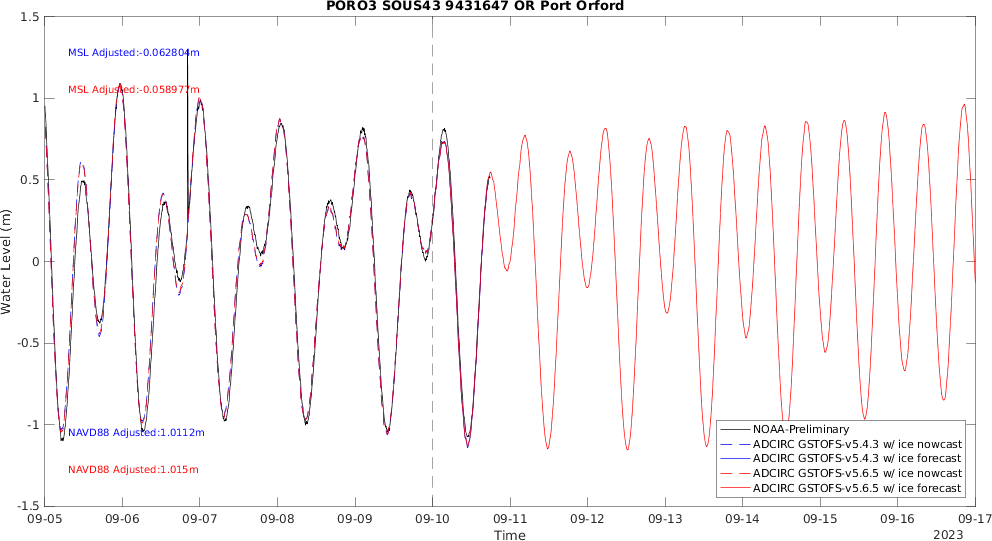 PORO3 SOUS43 9431647 OR Port Orford
MSL Adjusted:-0.062804m
MSL Adjusted:-0.058977m
NAVD88 Adjusted:1.0112m
NAVD88 Adjusted:1.015m
Water Level (m)
1.5
1
0.5
0
-0.5
-1
-1.5
NOAA-Preliminary
ADCIRC GSTOFS-v5.4.3 w/ ice nowcast
ADCIRC GSTOFS-v5.4.3 w/ ice forecast
ADCIRC GSTOFS-v5.6.5 w/ ice nowcast
ADCIRC GSTOFS-v5.6.5 w/ ice forecast
09-05 09-06 09-07 09-08 09-09 09-10 09-11 09-12 09-13 09-14 09-15 09-16 09-17
Time
2023